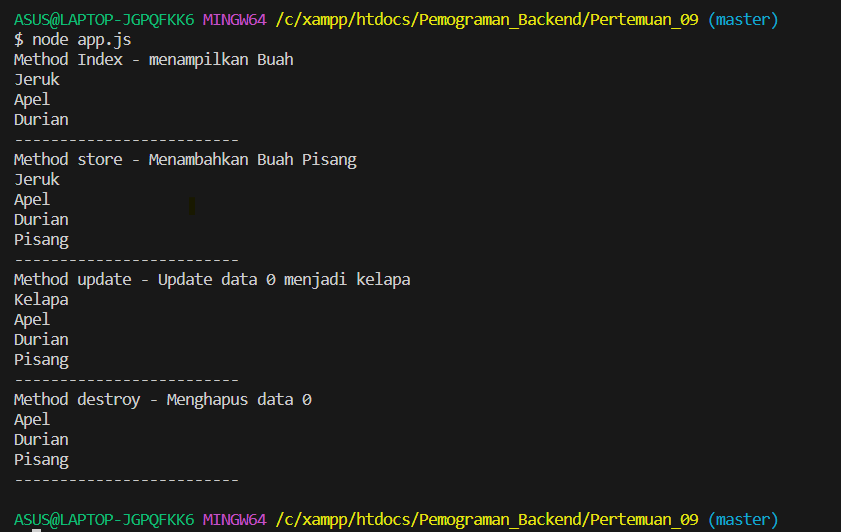 ASUS@LAPTOP-JGPQFKK6 MINGW64 /c/xampp/htdocs/Pemograman_Backend/Pertemuan_09 (master)
$ node app.js
Method Index - menampilkan Buah
Jeruk
Apel
Durian
-------------------------
Method store - Menambahkan Buah Pisang
Jeruk
Apel
Durian
Pisang
-------------------------
Method update - Update data 0 menjadi kelapa
Kelapa
Apel
Durian
Pisang
-------------------------
Method destroy - Menghapus data 0
Apel
Durian
Pisang
-------------------------
ASUS@LAPTOP-JGPQFKK6 MINGW64 /c/xampp/htdocs/Pemograman_Backend/Pertemuan_09 (master)